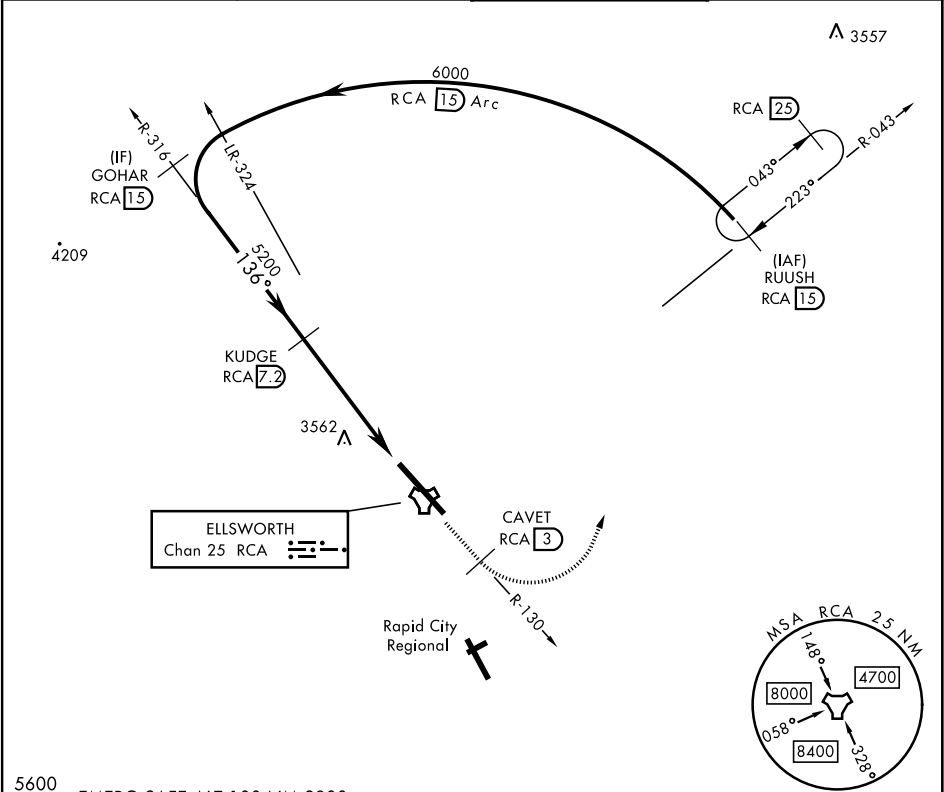 3557
6000
RCA 15 Arc
RCA 25
R-043
R-316
LR-324
(IF)
GOHAR
RCA 15
043°
223°
4209
5200
136°
(IAF)
RUUSH
RCA 15
KUDGE
RCA 7.2
3562
ELLSWORTH
Chan 25 RCA
CAVET
RCA 3
R-130
Rapid City
Regional
MSA RCA 25 NM
148°
4700
8000
058°
8400
328°
5600